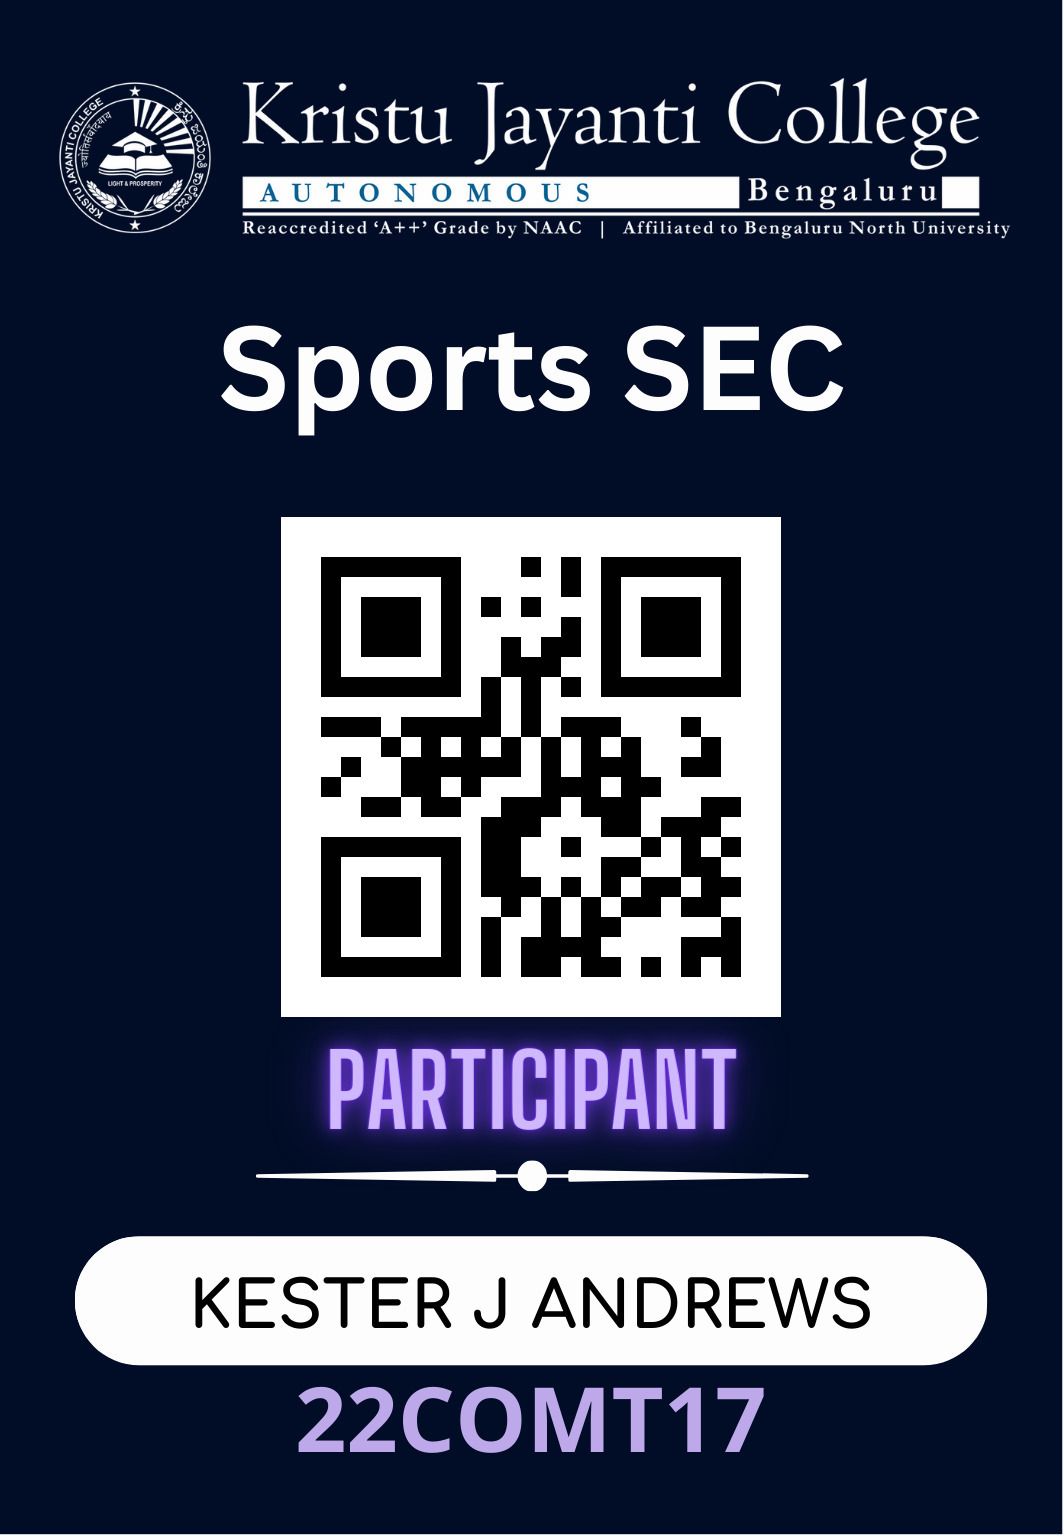 KRISTU JAYANTI COLLEGE
ಕ್ರಿಸ್ತು ಜಯಂತಿ ಕಾಲೇಜು
LIGHT & PROSPERITY
Kristu Jayanti College
AUTONOMOUS Bengaluru
Reaccredited ‘A++’ Grade by NAAC | Affiliated to Bengaluru North University
Sports SEC
PARTICIPANT
KESTER J ANDREWS
22COMT17